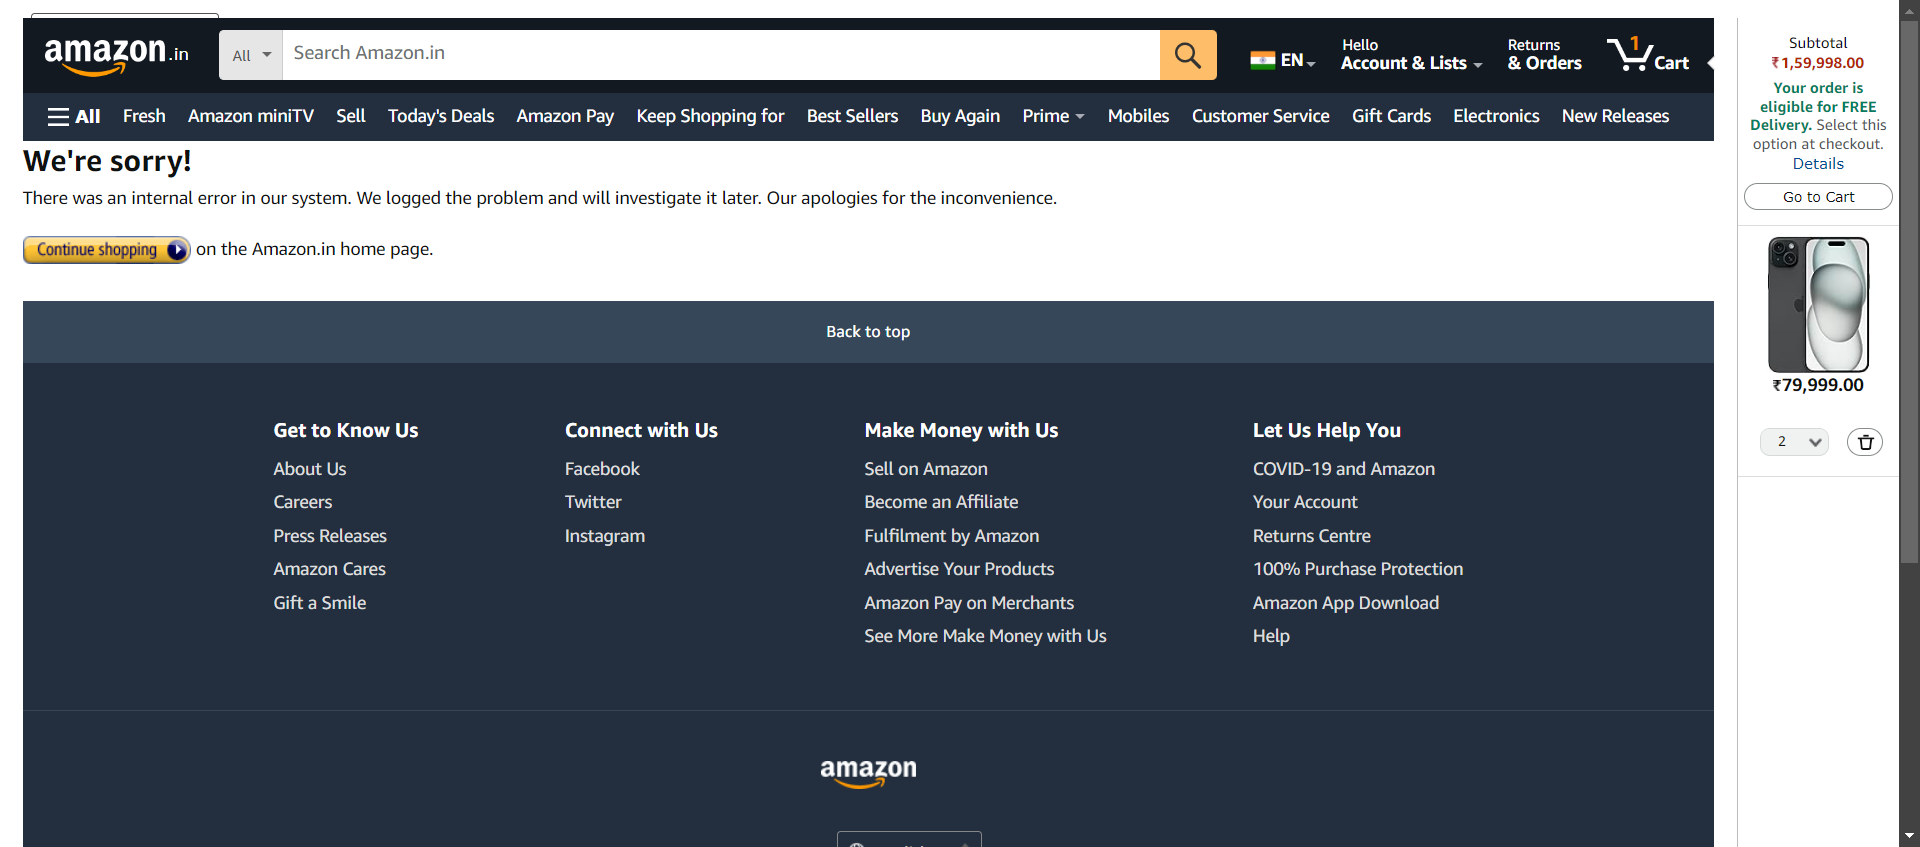 amazon.in
All
Search Amazon.in
EN
Hello
Account & Lists
Returns
& Orders
1
Cart
All Fresh Amazon miniTV Sell Today's Deals Amazon Pay Keep Shopping for Best Sellers Buy Again Prime Mobiles Customer Service Gift Cards Electronics New Releases
We're sorry!
There was an internal error in our system. We logged the problem and will investigate it later. Our apologies for the inconvenience.
Continue shopping on the Amazon.in home page.
Back to top
Get to Know Us
About Us
Careers
Press Releases
Amazon Cares
Gift a Smile
Connect with Us
Facebook
Twitter
Instagram
Make Money with Us
Sell on Amazon
Become an Affiliate
Fulfilment by Amazon
Advertise Your Products
Amazon Pay on Merchants
See More Make Money with Us
Let Us Help You
COVID-19 and Amazon
Your Account
Returns Centre
100% Purchase Protection
Amazon App Download
Help
amazon
Subtotal
₹1,59,998.00
Your order is
eligible for FREE
Delivery. Select this
option at checkout.
Details
Go to Cart
₹79,999.00
2